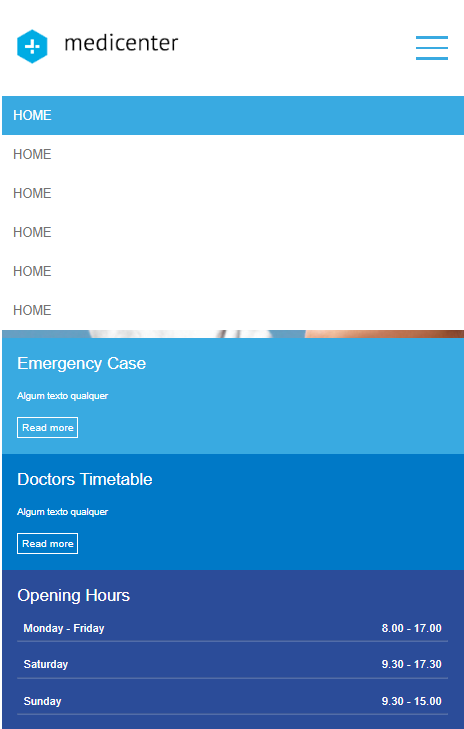 medicenter
HOME
HOME
HOME
HOME
HOME
HOME
Emergency Case
Algum texto qualquer
Read more
Doctors Timetable
Algum texto qualquer
Read more
Opening Hours
Monday - Friday 8.00 - 17.00
Saturday 9.30 - 17.30
Sunday 9.30 - 15.00